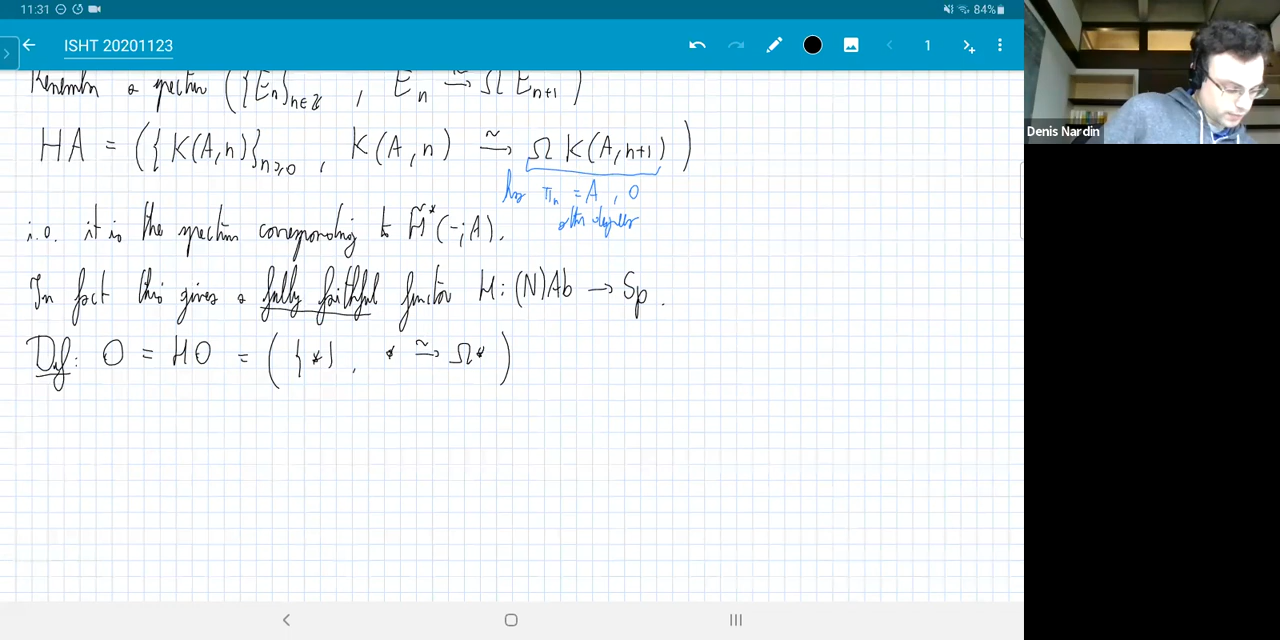 11:31 84%
ISHT 20201123
Remember a spectrum ({E_n}_{n∈Z}, E_n ≃→ ΩE_{n+1})
HA = ({K(A,n)}_{n≥0}, K(A,n) ~→ ΩK(A,n+1))
has π_n = A, 0
other degrees
i.e. it is the spectrum corresponding to H̃*(-;A).
In fact this gives a fully faithful functor H: (N)Ab → Sp.
Def: 0 = H0 = ({*}, * ~→ Ω*)
Denis Nardin
1